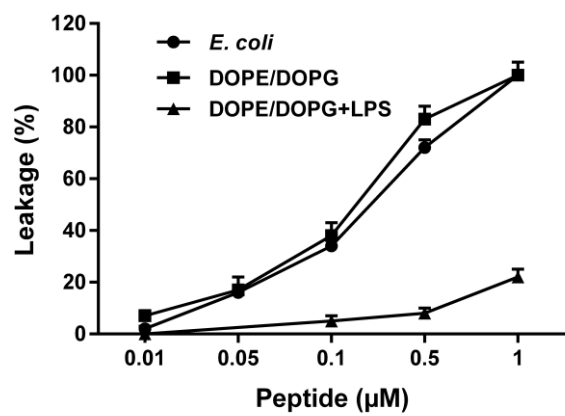 120
100
80
60
40
20
0
Leakage (%)
E. coli
DOPE/DOPG
DOPE/DOPG+LPS
0.01 0.05 0.1 0.5 1
Peptide (µM)